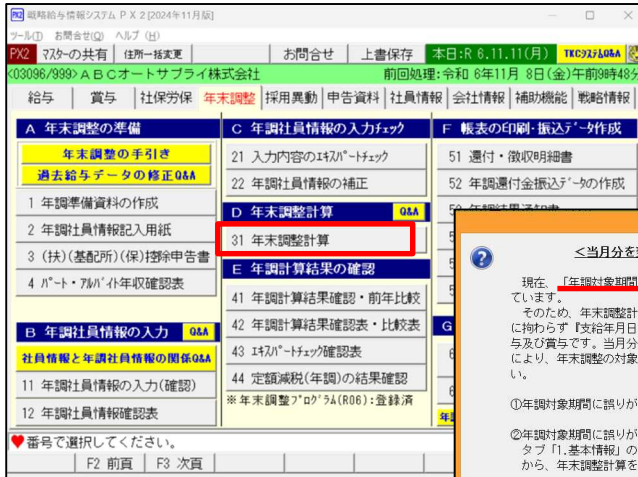 PX2 戦略給与情報システム PX2[2024年11月版]
ツール(T) お問合せ(Q) ヘルプ(H)
PX2 マスターの共有 住所一括変更 お問合せ 上書保存 本日:R 6.11.11(月) TKCシステムQ&A
<03096/999>ABCオートサプライ株式会社 前回処理:令和 6年11月 8日(金)午前9時48分
給与 賞与 社保労保 年末調整 採用異動 申告資料 社員情報 会社情報 補助機能 戦略情報
A 年末調整の準備
年末調整の手引き
過去給与データの修正Q&A
1 年調準備資料の作成
2 年調社員情報記入用紙
3 (扶)(基配所)(保)控除申告書
4 パート・アルバイト年収確認表
B 年調社員情報の入力 Q&A
社員情報と年調社員情報の関係Q&A
11 年調社員情報の入力(確認)
12 年調社員情報確認表
C 年調社員情報の入力チェック
21 入力内容のエキスパートチェック
22 年調社員情報の補正
D 年末調整計算 Q&A
31 年末調整計算
E 年調計算結果の確認
41 年調計算結果確認・前年比較
42 年調計算結果確認表・比較表
43 エキスパートチェック確認表
44 定額減税(年調)の結果確認
※年末調整プログラム(R06):登録済
F 帳表の印刷・振込データ作成
51 還付・徴収明細書
52 年調還付金振込データの作成
G
<当月分を
現在、「年調対象期間
ています。
そのため、年末調整計
に拘わらず『支給年月日
与及び賞与です。当月分
により、年末調整の対象
い。
①年調対象期間に誤りが
②年調対象期間に誤りが
タブ「1.基本情報」の
から、年末調整計算を
番号で選択してください。
F2 前頁 F3 次頁